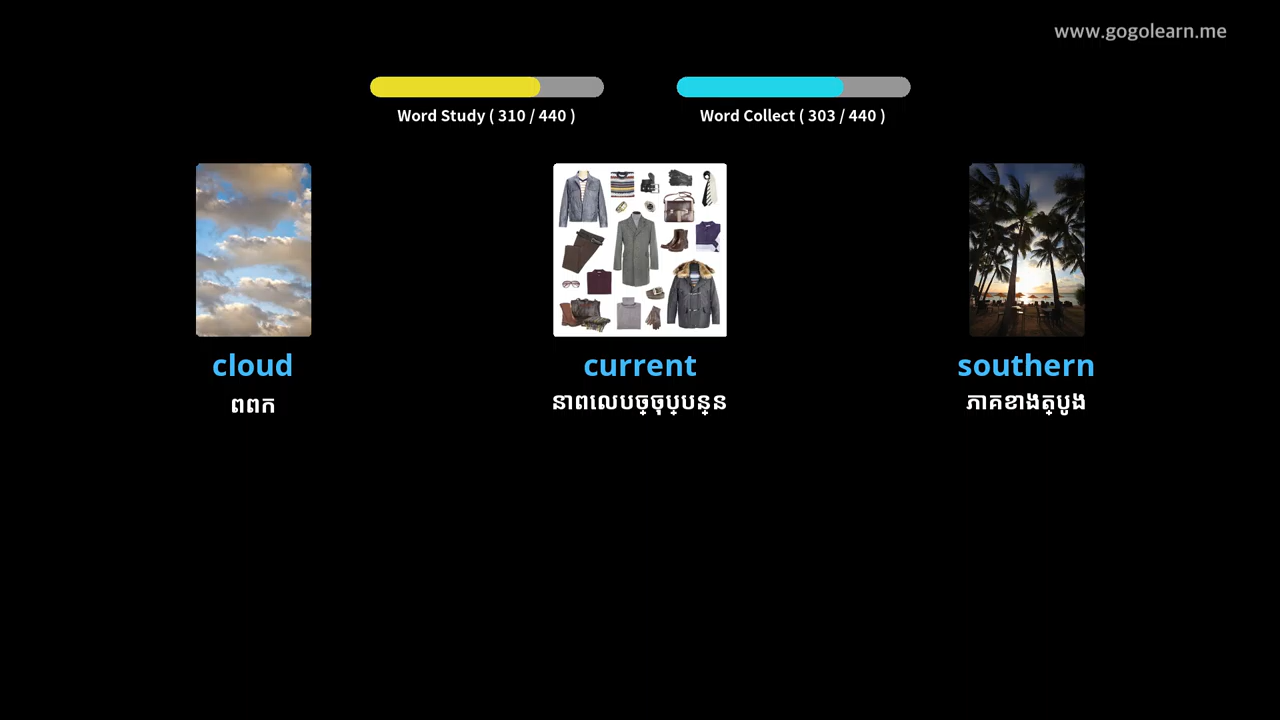 www.gogolearn.me
Word Study ( 310 / 440 )
Word Collect ( 303 / 440 )
cloud
ពពក
current
នាពេលបច្ចុប្បន្ន
southern
ភាគខាងត្បូង